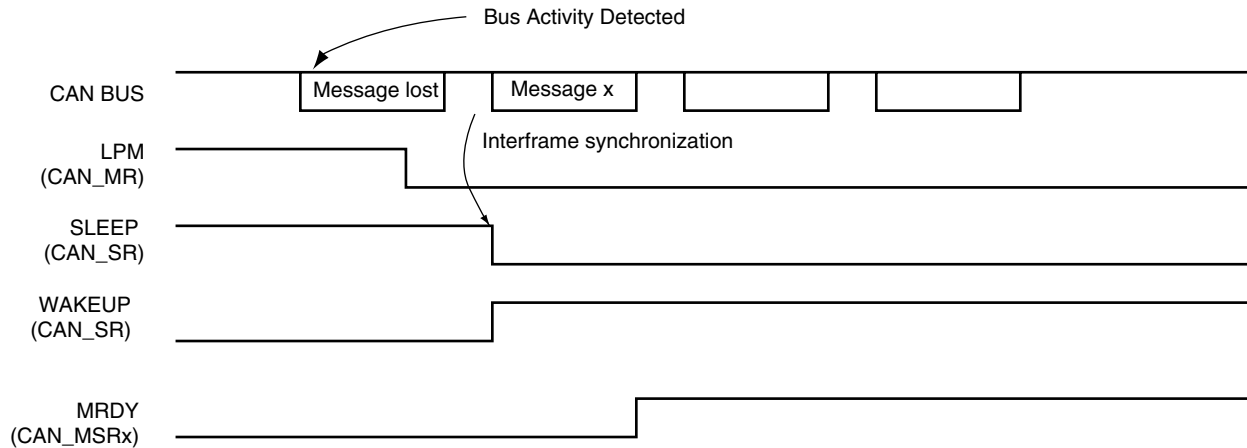 Bus Activity Detected
CAN BUS
Message lost
Message x
Interframe synchronization
LPM
(CAN_MR)
SLEEP
(CAN_SR)
WAKEUP
(CAN_SR)
MRDY
(CAN_MSRx)